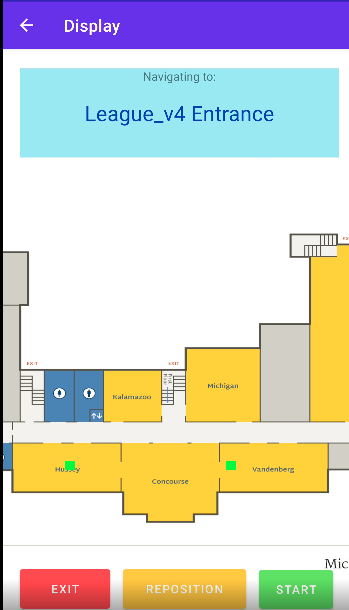 Display
Navigating to:
League_v4 Entrance
EXIT
EXIT
Kalamazoo
Michigan
Hussey
Concourse
Vandenberg
Mic
EXIT
REPOSITION
START